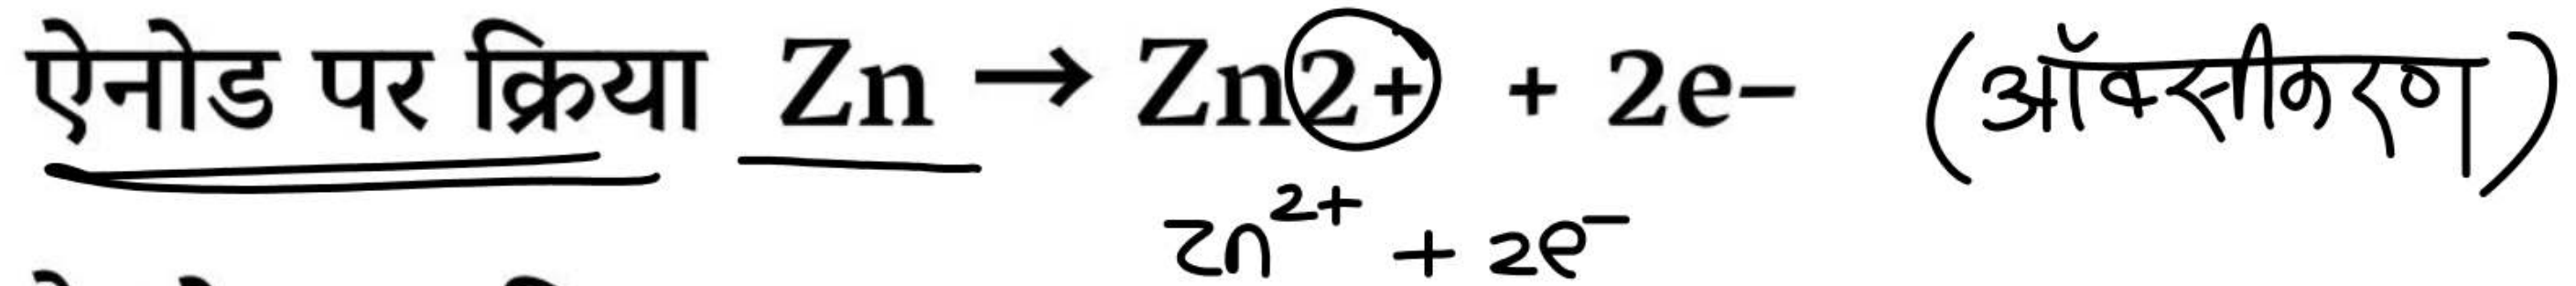 ऐनोड पर क्रिया Zn → Zn2+ + 2e– (ऑक्सीकरण)
Zn²⁺ + 2e⁻